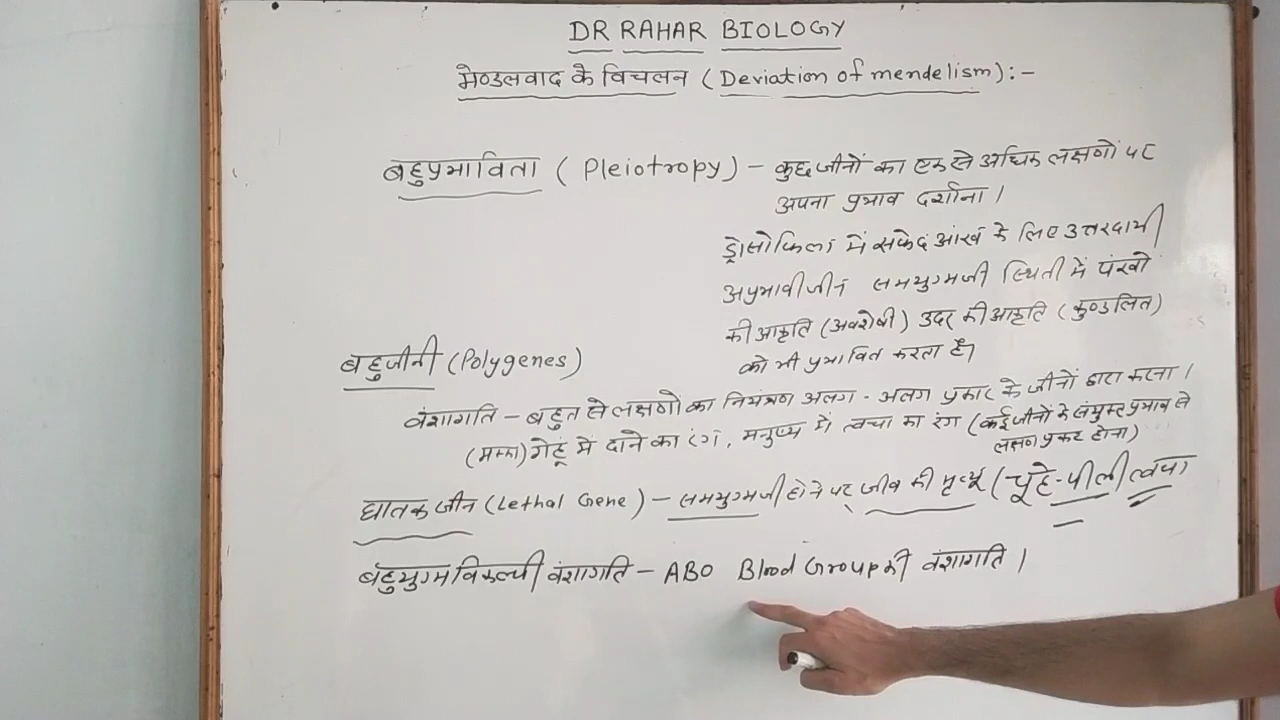 DR RAHAR BIOLOGY
मेण्डलवाद के विचलन (Deviation of mendelism):-
बहुप्रभाविता (Pleiotropy) - कुछ जीनों का एक से अधिक लक्षणों पर
अपना प्रभाव दर्शाना।
ड्रोसोफिला में सफेद आंख के लिए उत्तरदायी
अप्रभावी जीन समयुग्मजी स्थिती में पंखो
की आकृति (अवशेषी) उदर की आकृति (कुण्डलित)
को भी प्रभावित करता है।
बहुजीनी (Polygenes)
वंशागति - बहुत से लक्षणो का नियंत्रण अलग - अलग प्रकार के जीनों द्वारा करना।
(मक्का) गेहूं में दाने का रंग, मनुष्य में त्वचा का रंग (कई जीनों के संयुक्त प्रभाव से
लक्षण प्रकट होना)
घातक जीन (Lethal Gene) - समयुग्मजी होने पर जीव की मृत्यू (चूहे - पीली त्वचा
बहुयुग्मविकल्पी वंशागति - ABO Blood Group की वंशागति।